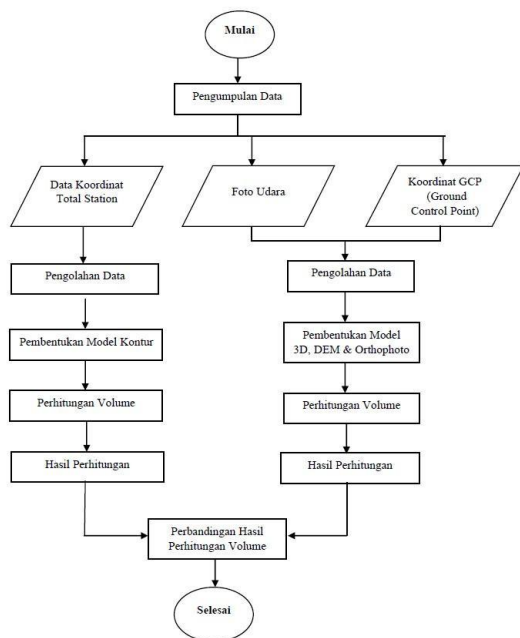 Mulai
Pengumpulan Data
Data Koordinat
Total Station
Foto Udara
Koordinat GCP
(Ground
Control Point)
Pengolahan Data
Pengolahan Data
Pembentukan Model Kontur
Pembentukan Model
3D, DEM & Orthophoto
Perhitungan Volume
Perhitungan Volume
Hasil Perhitungan
Hasil Perhitungan
Perbandingan Hasil
Perhitungan Volume
Selesai